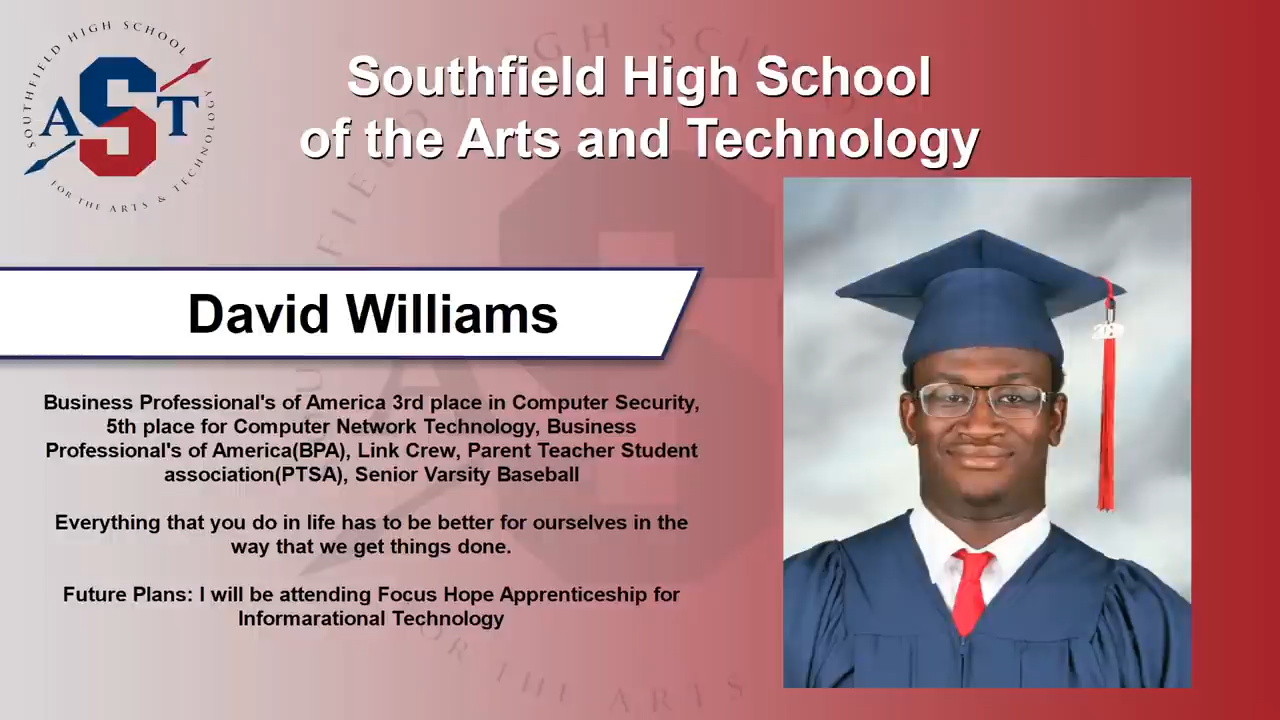 SOUTHFIELD HIGH SCHOOL
AST
FOR THE ARTS & TECHNOLOGY
Southfield High School
of the Arts and Technology
David Williams
Business Professional's of America 3rd place in Computer Security,
5th place for Computer Network Technology, Business
Professional's of America(BPA), Link Crew, Parent Teacher Student
association(PTSA), Senior Varsity Baseball
Everything that you do in life has to be better for ourselves in the
way that we get things done.
Future Plans: I will be attending Focus Hope Apprenticeship for
Informarational Technology